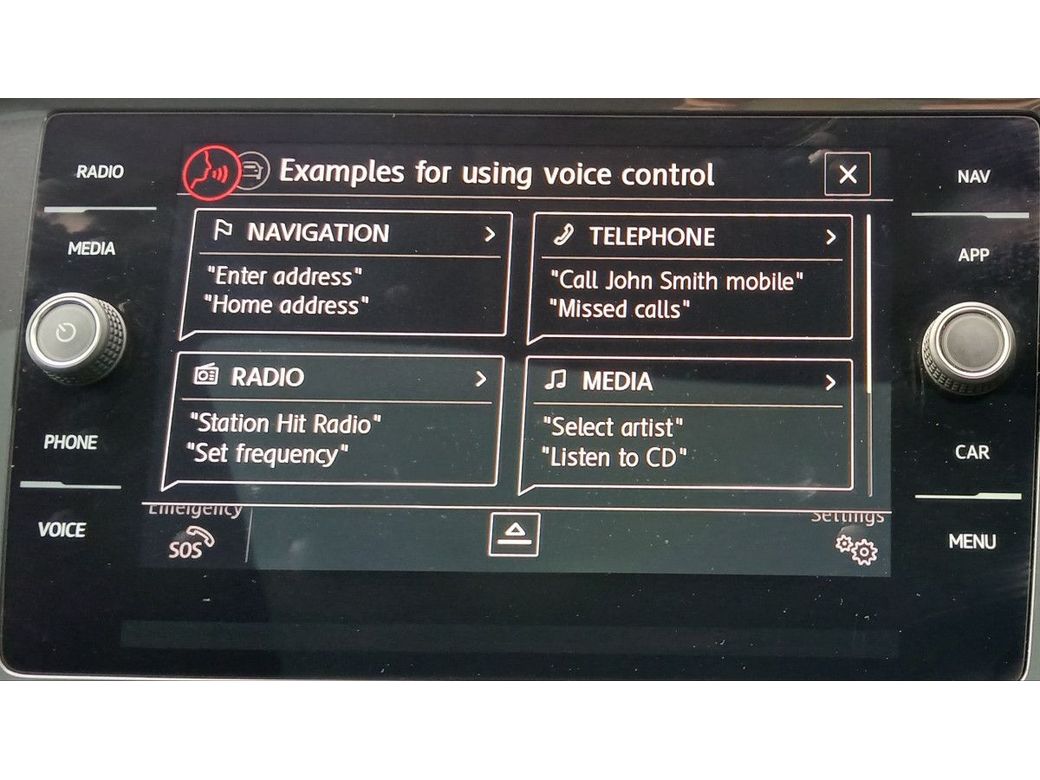 RADIO
MEDIA
PHONE
VOICE
Examples for using voice control
NAVIGATION
"Enter address"
"Home address"
TELEPHONE
"Call John Smith mobile"
"Missed calls"
RADIO
"Station Hit Radio"
"Set frequency"
MEDIA
"Select artist"
"Listen to CD"
Emergency
SOS
Settings
NAV
APP
CAR
MENU